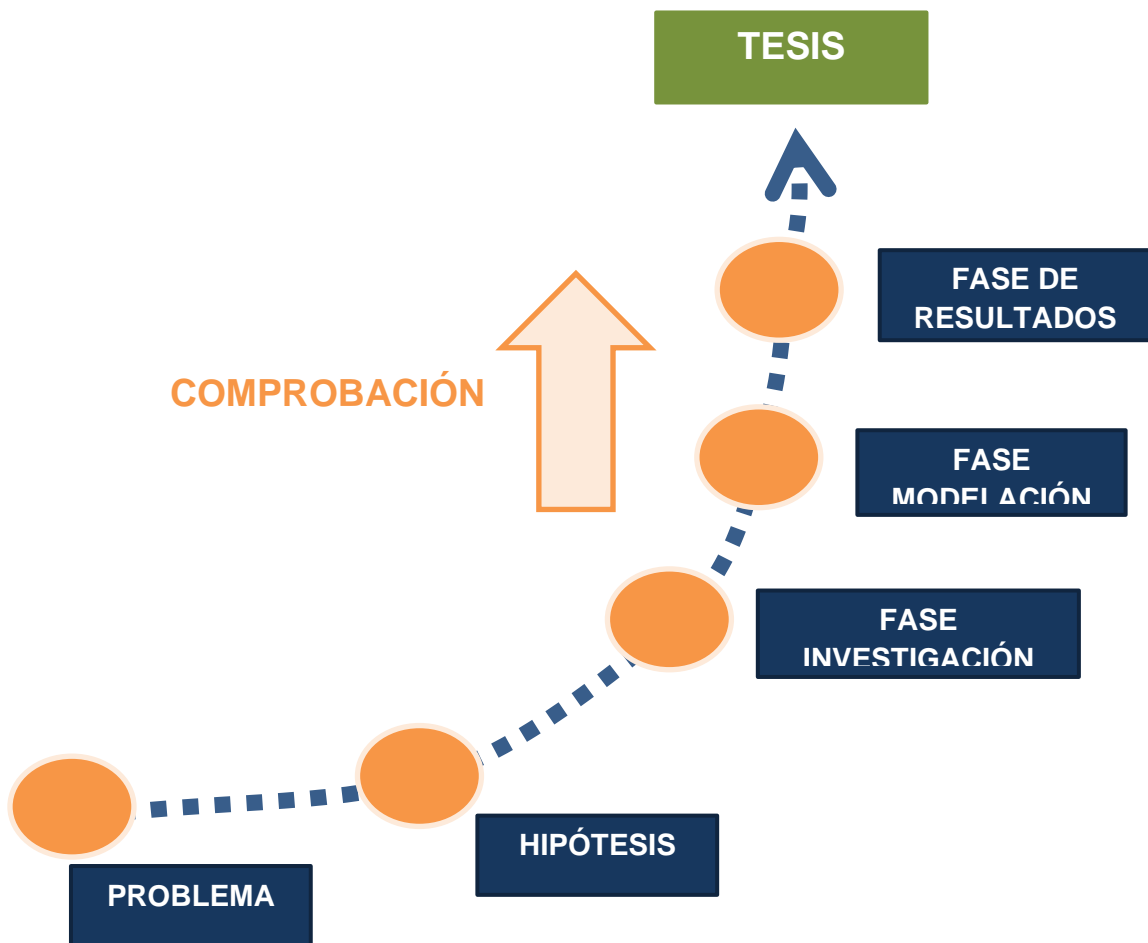 TESIS
FASE DE
RESULTADOS
COMPROBACIÓN
FASE
MODELACIÓN
FASE
INVESTIGACIÓN
HIPÓTESIS
PROBLEMA